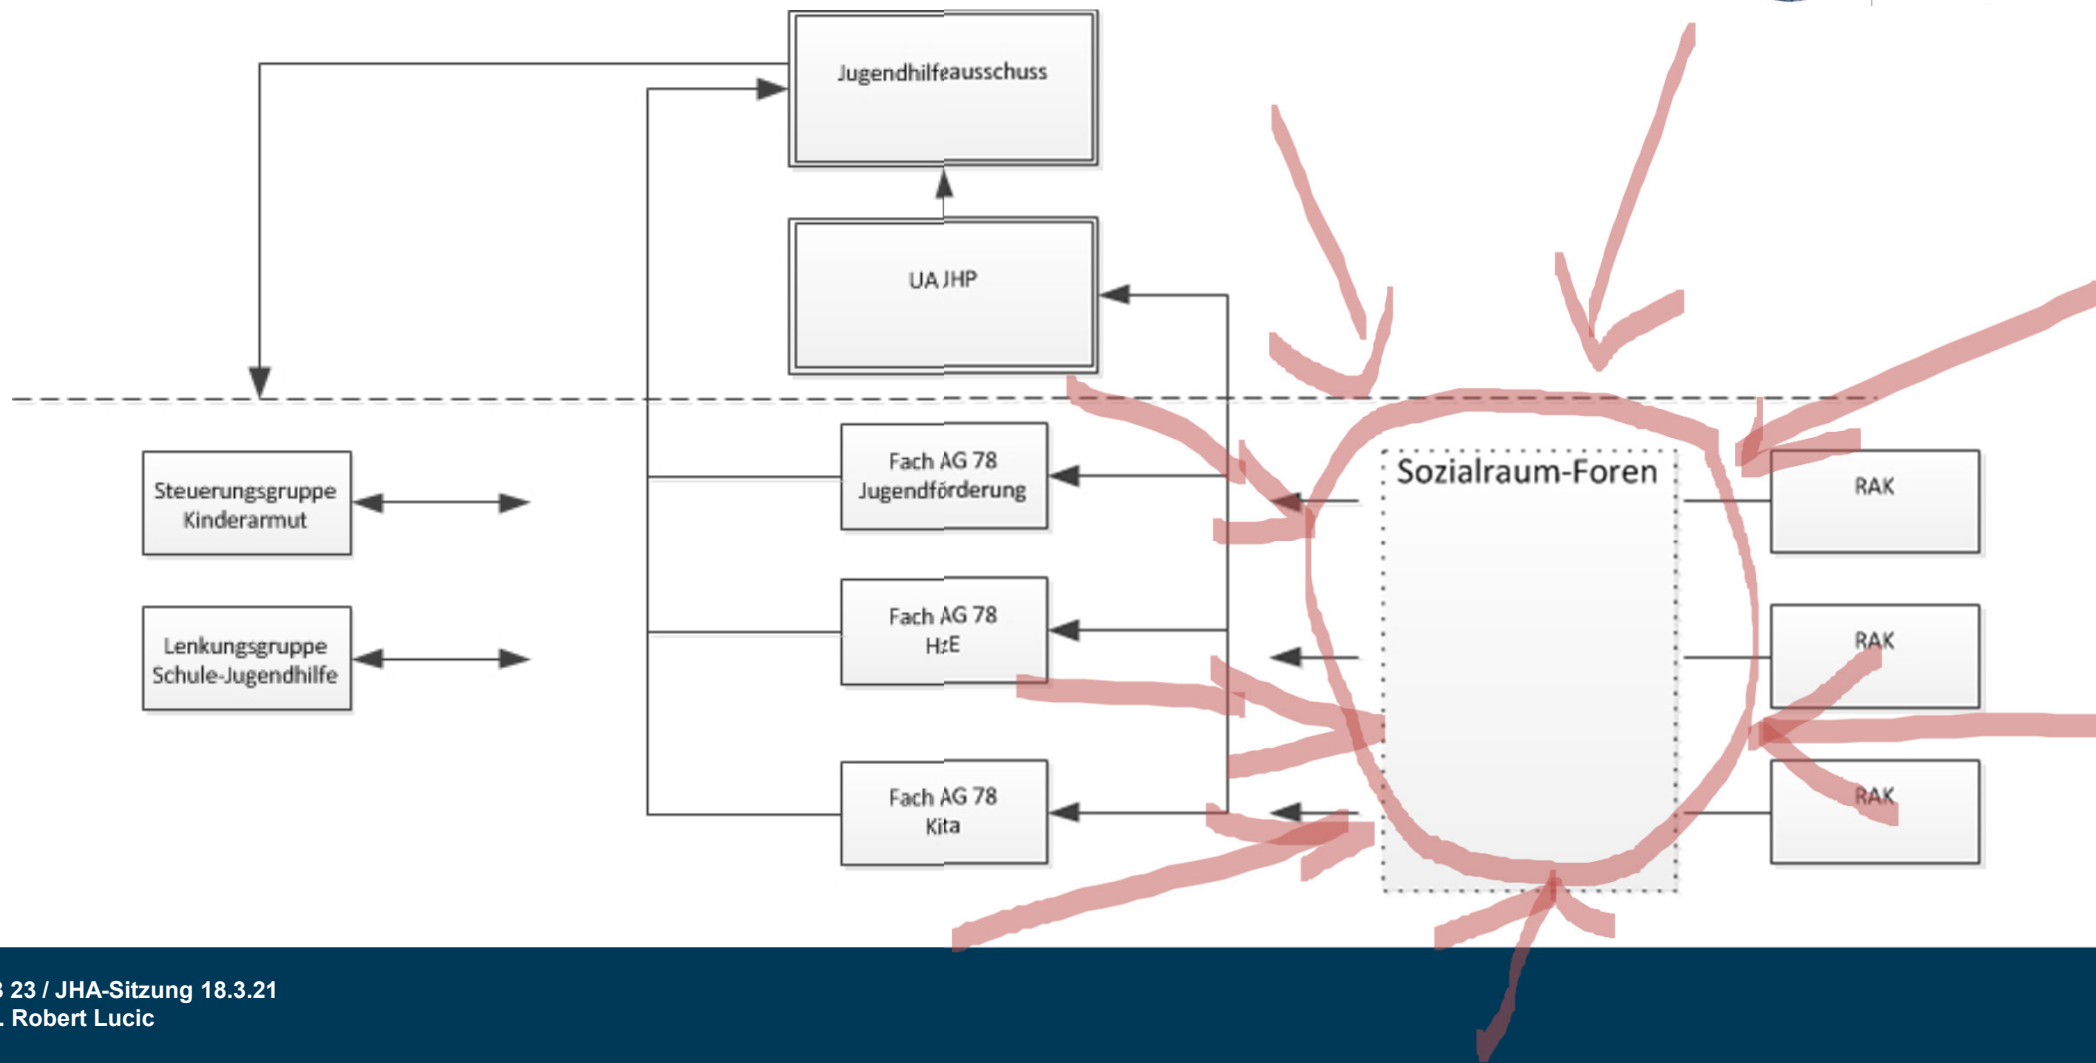 Jugendhilfeausschuss
UA JHP
Steuerungsgruppe
Kinderarmut
Lenkungsgruppe
Schule-Jugendhilfe
Fach AG 78
Jugendförderung
Fach AG 78
HzE
Fach AG 78
Kita
Sozialraum-Foren
RAK
RAK
RAK
23 / JHA-Sitzung 18.3.21
. Robert Lucic